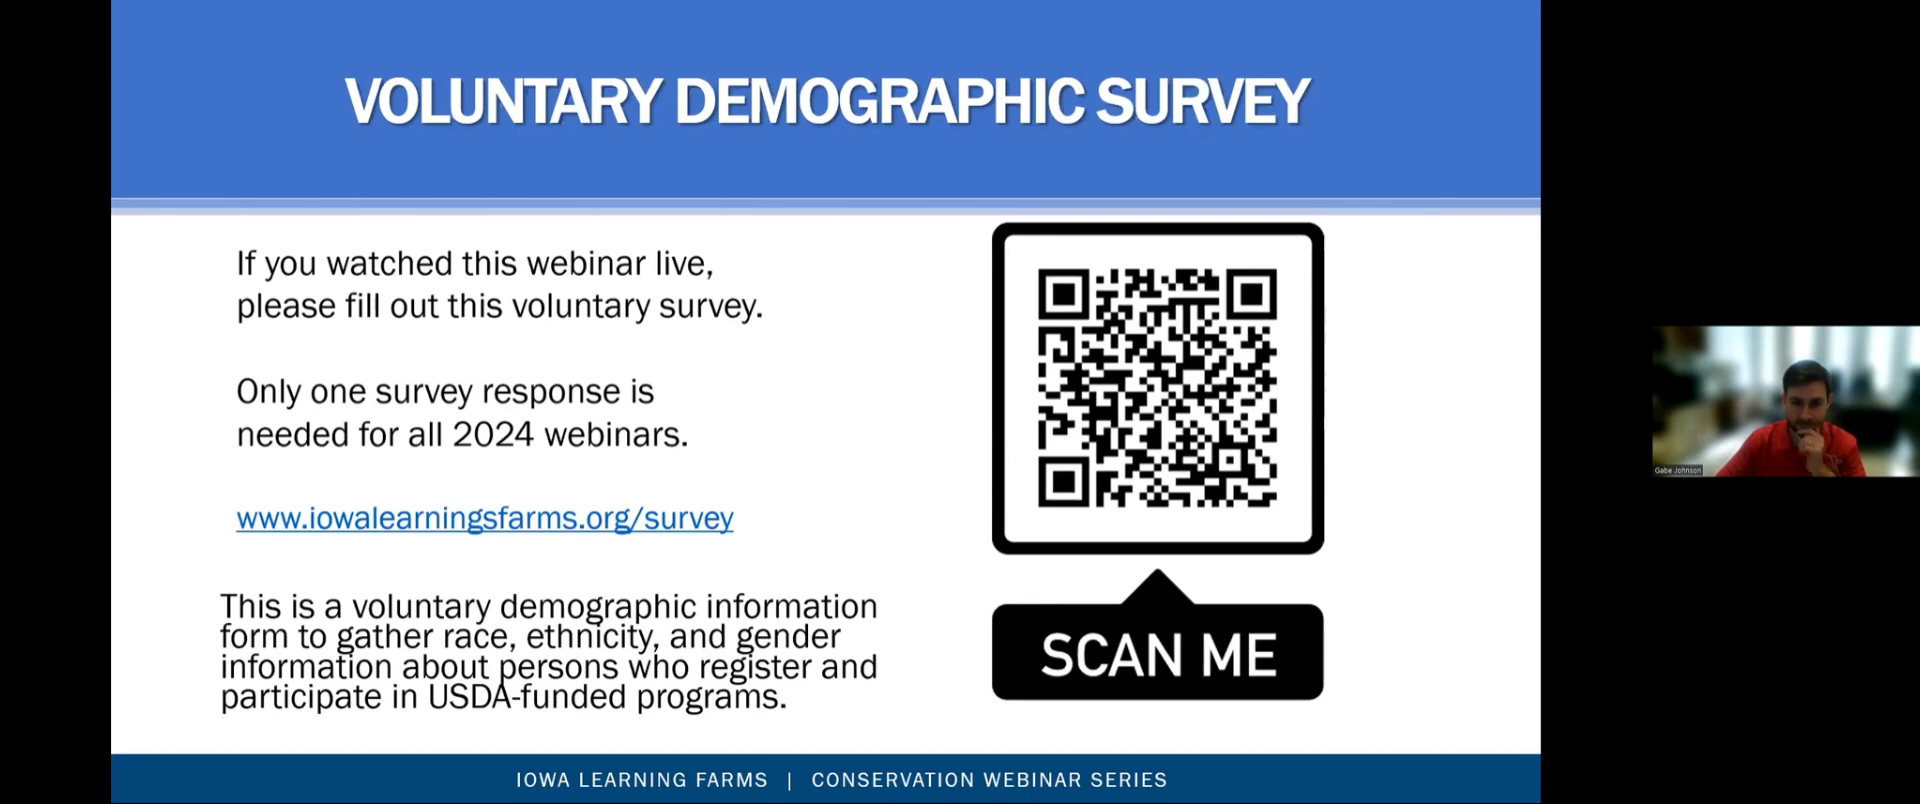 VOLUNTARY DEMOGRAPHIC SURVEY
If you watched this webinar live,
please fill out this voluntary survey.
Only one survey response is
needed for all 2024 webinars.
www.iowalearningsfarms.org/survey
This is a voluntary demographic information
form to gather race, ethnicity, and gender
information about persons who register and
participate in USDA-funded programs.
SCAN ME
Gabe Johnson
IOWA LEARNING FARMS | CONSERVATION WEBINAR SERIES